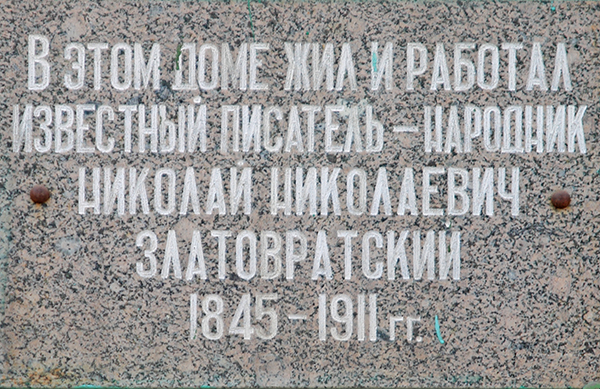 В ЭТОМ ДОМЕ ЖИЛ И РАБОТАЛ
ИЗВЕСТНЫЙ ПИСАТЕЛЬ – НАРОДНИК
НИКОЛАЙ НИКОЛАЕВИЧ
ЗЛАТОВРАТСКИЙ
1845 – 1911 гг.